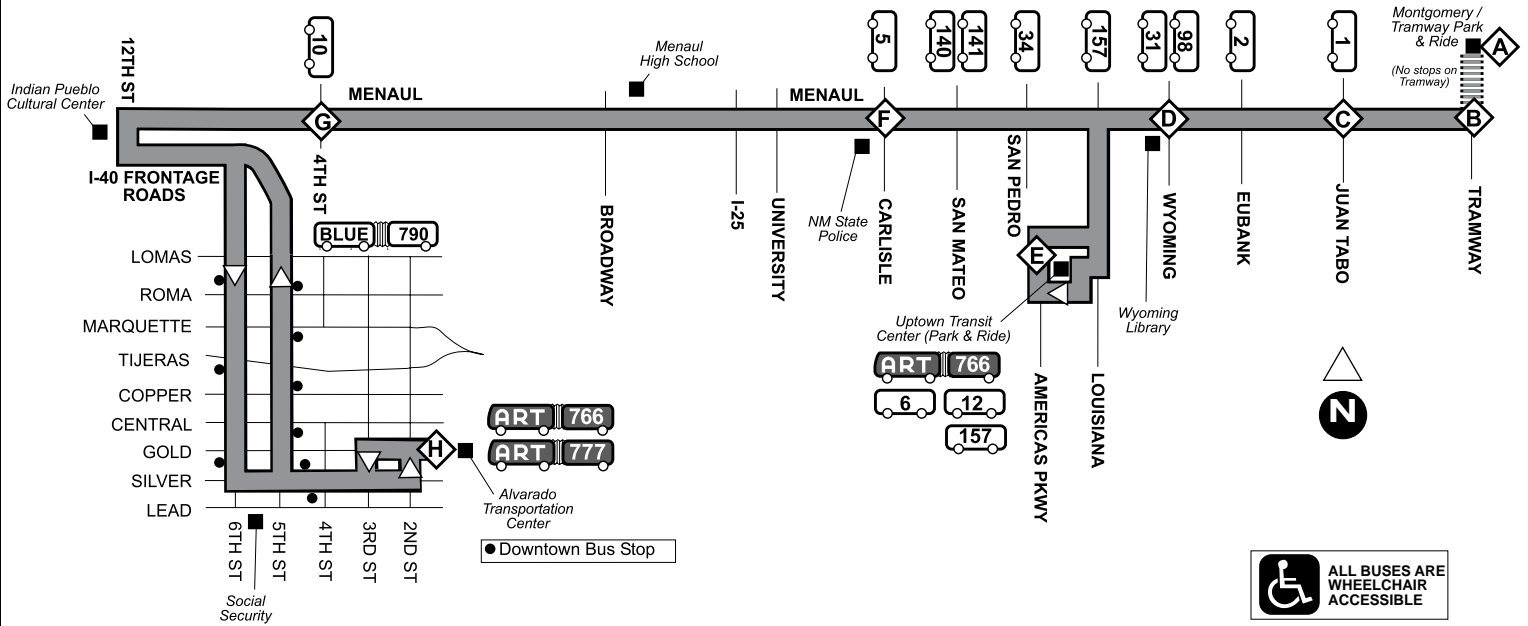 Montgomery /
Tramway Park
& Ride
A
(No stops on
Tramway)
10
5
140
141
34
157
31
98
2
1
12TH ST
Menaul
High School
Indian Pueblo
Cultural Center
MENAUL
MENAUL
G
F
D
C
B
I-40 FRONTAGE
ROADS
4TH ST
BROADWAY
I-25
UNIVERSITY
NM State
Police
CARLISLE
SAN MATEO
SAN PEDRO
WYOMING
EUBANK
JUAN TABO
TRAMWAY
BLUE 790
E
LOMAS
ROMA
MARQUETTE
TIJERAS
COPPER
CENTRAL
GOLD
SILVER
LEAD
Uptown Transit
Center (Park & Ride)
Wyoming
Library
ART 766
6
12
157
AMERICAS PKWY
LOUISIANA
N
ART 766
ART 777
H
Alvarado
Transportation
Center
6TH ST
5TH ST
4TH ST
3RD ST
2ND ST
Downtown Bus Stop
Social
Security
ALL BUSES ARE
WHEELCHAIR
ACCESSIBLE